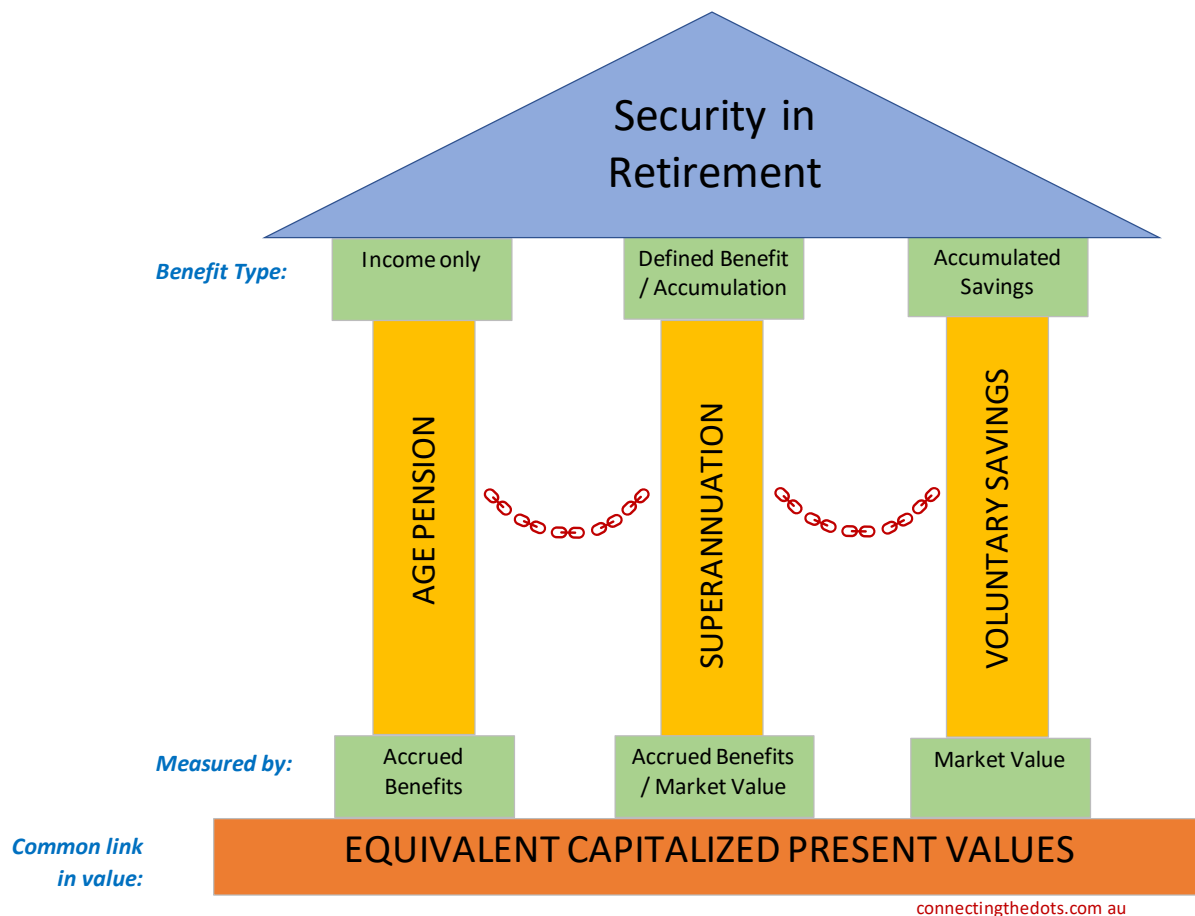 Security in
Retirement
Benefit Type:
Income only
Defined Benefit
/ Accumulation
Accumulated
Savings
AGE PENSION
SUPERANNUATION
VOLUNTARY SAVINGS
Measured by:
Accrued
Benefits
Accrued Benefits
/ Market Value
Market Value
Common link
in value:
EQUIVALENT CAPITALIZED PRESENT VALUES
connectingthedots.com au